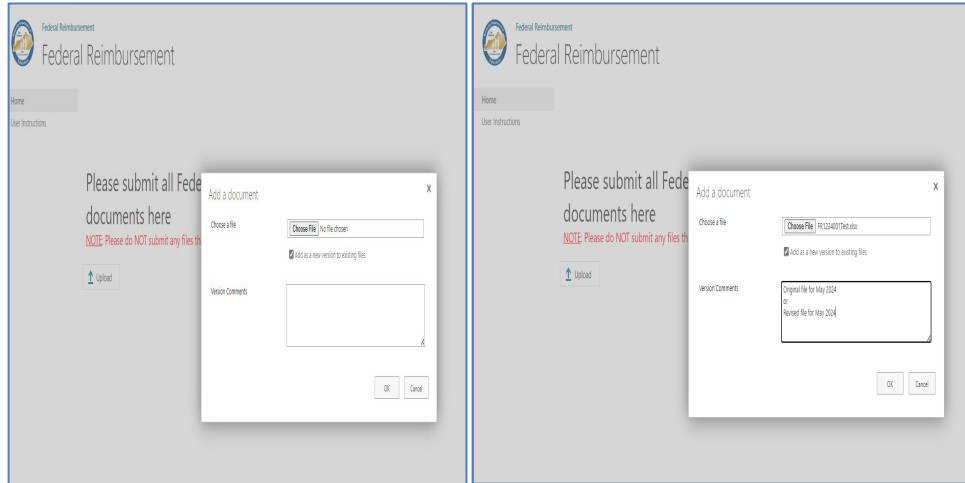 Federal Reimbursement
Federal Reimbursement
Home
User Instructions
Please submit all Fede
documents here
NOTE: Please do NOT submit any files th
Upload
Add a document
X
Choose a file
Choose File No file chosen
Add as a new version to existing files
Version Comments
OK Cancel
Federal Reimbursement
Federal Reimbursement
Home
User Instructions
Please submit all Fede
documents here
NOTE: Please do NOT submit any files th
Upload
Add a document
X
Choose a file
Choose File FR1234001Test.xlsx
Add as a new version to existing files
Version Comments
Original file for May 2024
or
Revised file for May 2024
OK Cancel